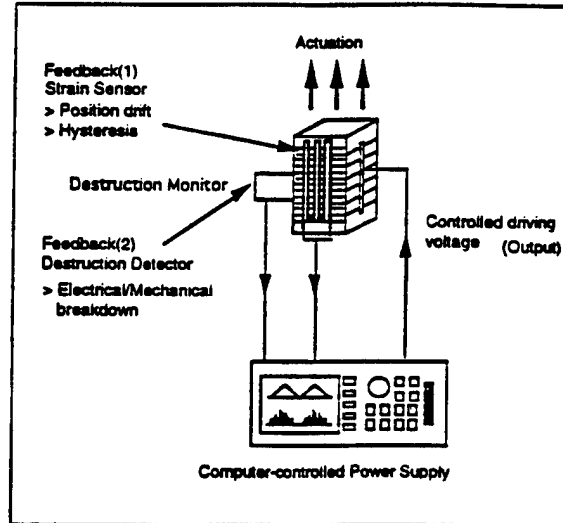 Actuation
Feedback(1)
Strain Sensor
> Position drift
> Hysteresis
Destruction Monitor
Feedback(2)
Destruction Detector
> Electrical/Mechanical
breakdown
Controlled driving
voltage (Output)
Computer-controlled Power Supply